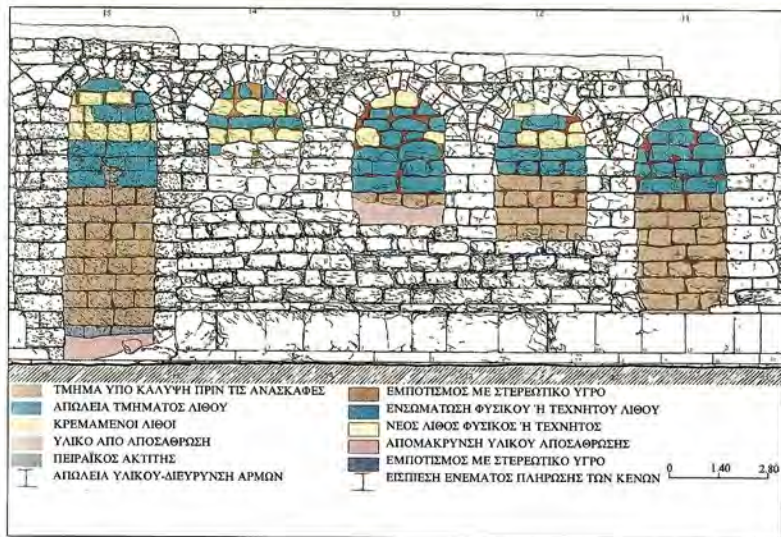 15 14 13 12 11
ΤΜΗΜΑ ΥΠΟ ΚΑΛΥΨΗ ΠΡΙΝ ΤΙΣ ΑΝΑΣΚΑΦΕΣ
ΑΠΩΛΕΙΑ ΤΜΗΜΑΤΟΣ ΛΙΘΟΥ
ΚΡΕΜΑΜΕΝΟΙ ΛΙΘΟΙ
ΥΛΙΚΟ ΑΠΟ ΑΠΟΣΑΘΡΩΣΗ
ΠΕΙΡΑΪΚΟΣ ΑΚΤΙΤΗΣ
ΑΠΩΛΕΙΑ ΥΛΙΚΟΥ-ΔΙΕΥΡΥΝΣΗ ΑΡΜΩΝ
ΕΜΠΟΤΙΣΜΟΣ ΜΕ ΣΤΕΡΕΩΤΙΚΟ ΥΓΡΟ
ΕΝΣΩΜΑΤΩΣΗ ΦΥΣΙΚΟΥ Ή ΤΕΧΝΗΤΟΥ ΛΙΘΟΥ
ΝΕΟΣ ΛΙΘΟΣ ΦΥΣΙΚΟΣ Ή ΤΕΧΝΗΤΟΣ
ΑΠΟΜΑΚΡΥΝΣΗ ΥΛΙΚΟΥ ΑΠΟΣΑΘΡΩΣΗΣ
ΕΜΠΟΤΙΣΜΟΣ ΜΕ ΣΤΕΡΕΩΤΙΚΟ ΥΓΡΟ
ΕΙΣΠΙΕΣΗ ΕΝΕΜΑΤΟΣ ΠΛΗΡΩΣΗΣ ΤΩΝ ΚΕΝΩΝ
0 1.40 2.80